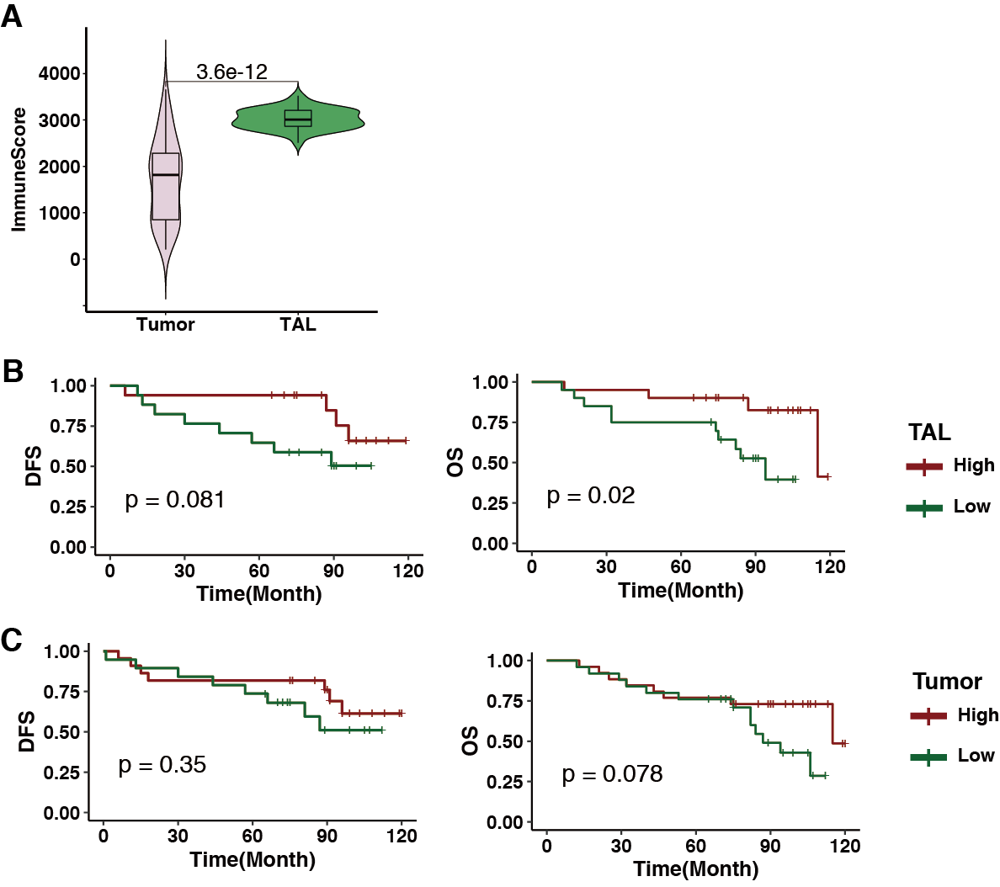 A
ImmuneScore
4000
3000
2000
1000
0
3.6e-12
Tumor
TAL
B
DFS
1.00
0.75
0.50
0.25
0.00
p = 0.081
0
30
60
90
120
Time(Month)
OS
1.00
0.75
0.50
0.25
0.00
p = 0.02
0
30
60
90
120
Time(Month)
TAL
High
Low
C
DFS
1.00
0.75
0.50
0.25
0.00
p = 0.35
0
30
60
90
120
Time(Month)
OS
1.00
0.75
0.50
0.25
0.00
p = 0.078
0
30
60
90
120
Time(Month)
Tumor
High
Low